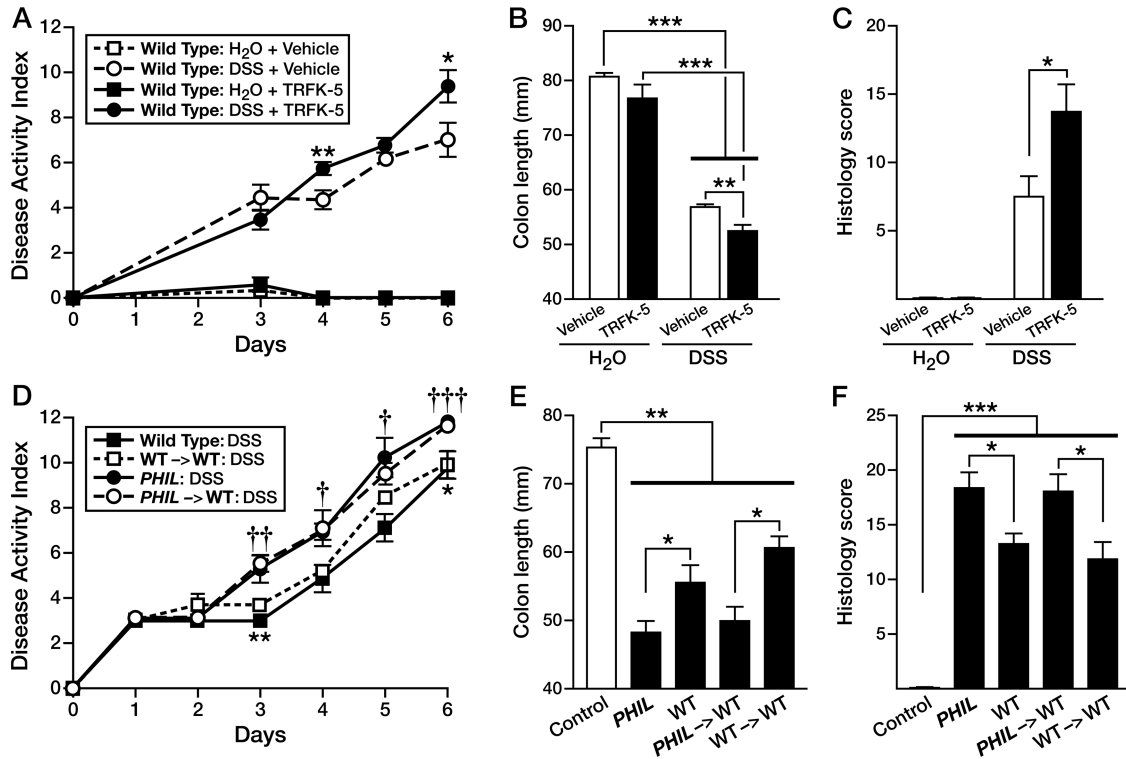 A
Disease Activity Index
12
10
8
6
4
2
0
Wild Type: H2O + Vehicle
Wild Type: DSS + Vehicle
Wild Type: H2O + TRFK-5
Wild Type: DSS + TRFK-5
**
*
0 1 2 3 4 5 6
Days
B
Colon length (mm)
90
80
70
60
50
40
***
***
**
Vehicle TRFK-5 Vehicle TRFK-5
H2O DSS
C
Histology score
20
15
10
5
*
Vehicle TRFK-5 Vehicle TRFK-5
H2O DSS
D
Disease Activity Index
12
10
8
6
4
2
0
Wild Type: DSS
WT –> WT: DSS
PHIL: DSS
PHIL –> WT: DSS
††
†
†
†††
**
*
0 1 2 3 4 5 6
Days
E
Colon length (mm)
80
70
60
50
40
**
*
*
Control PHIL WT PHIL –> WT WT –> WT
F
Histology score
25
20
15
10
5
***
*
*
Control PHIL WT PHIL –> WT WT –> WT